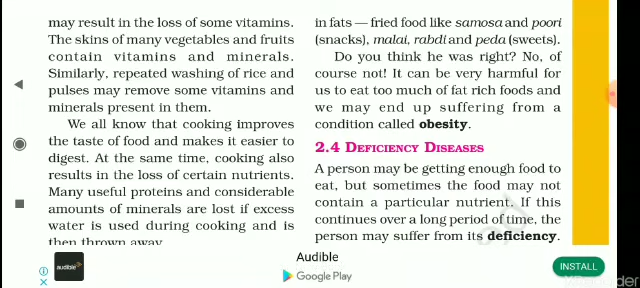 may result in the loss of some vitamins.
The skins of many vegetables and fruits
contain vitamins and minerals.
Similarly, repeated washing of rice and
pulses may remove some vitamins and
minerals present in them.
We all know that cooking improves
the taste of food and makes it easier to
digest. At the same time, cooking also
results in the loss of certain nutrients.
Many useful proteins and considerable
amounts of minerals are lost if excess
water is used during cooking and is
then thrown away.
in fats — fried food like samosa and poori
(snacks), malai, rabdi and peda (sweets).
Do you think he was right? No, of
course not! It can be very harmful for
us to eat too much of fat rich foods and
we may end up suffering from a
condition called obesity.
2.4 DEFICIENCY DISEASES
A person may be getting enough food to
eat, but sometimes the food may not
contain a particular nutrient. If this
continues over a long period of time, the
person may suffer from its deficiency.
audible
Audible
Google Play
INSTALL